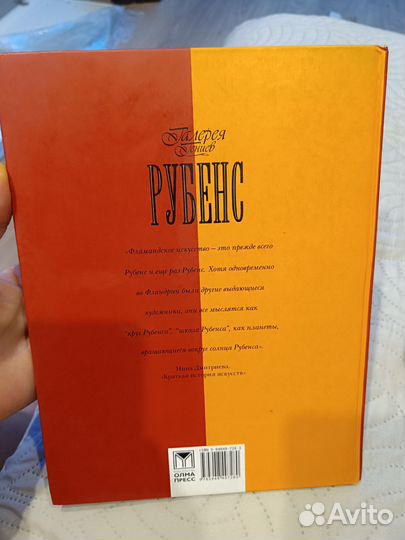 Галерея
Гениев
РУБЕНС
«Фламандское искусство – это прежде всего
Рубенс и еще раз Рубенс. Хотя одновременно
во Фландрии были другие выдающиеся
художники, они все мыслятся как
"круг Рубенса", "школа Рубенса", как планеты,
вращающиеся вокруг солнца Рубенса».
Нина Дмитриева.
«Краткая история искусств»
ОЛМА
ПРЕСС
ISBN
Avito